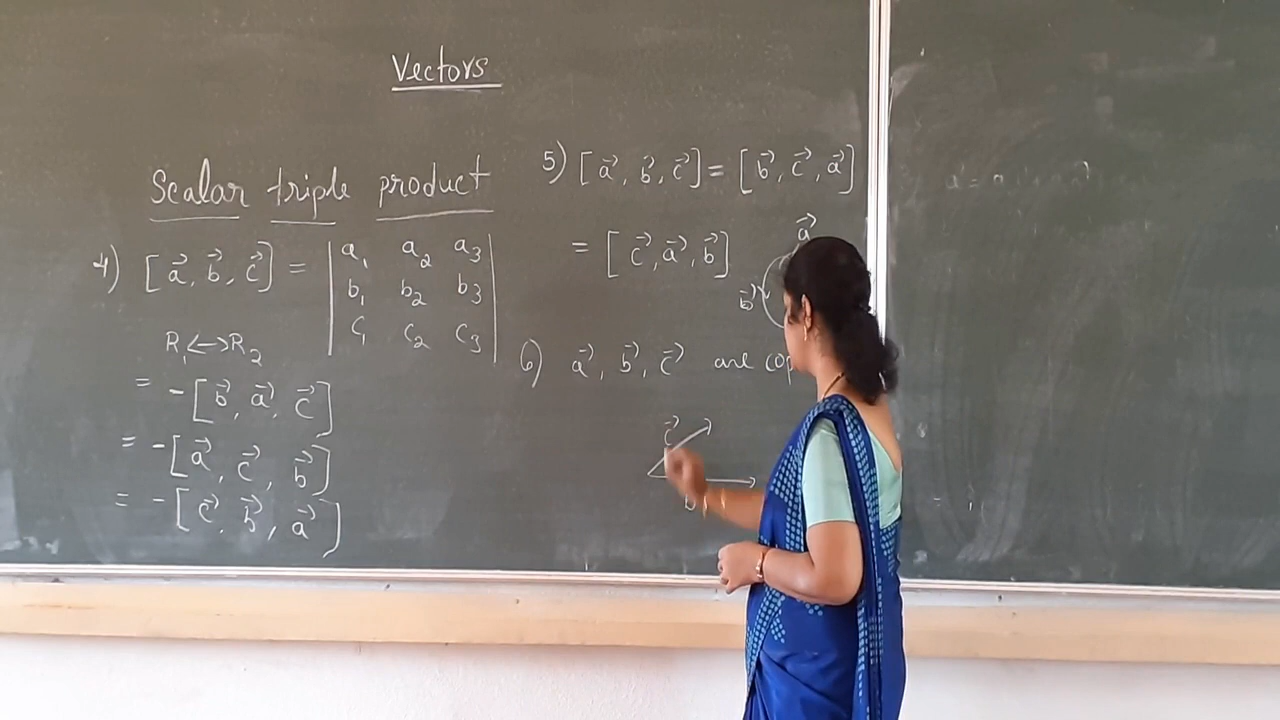 Vectors
Scalar triple product
4) [a⃗, b⃗, c⃗] = | a₁ a₂ a₃
b₁ b₂ b₃
c₁ c₂ c₃ |
R₁ ↔ R₂
= -[b⃗, a⃗, c⃗]
= -[a⃗, c⃗, b⃗]
= -[c⃗, b⃗, a⃗]
5) [a⃗, b⃗, c⃗] = [b⃗, c⃗, a⃗]
= [c⃗, a⃗, b⃗]
a⃗
b⃗
6) a⃗, b⃗, c⃗ are cop
c⃗
b